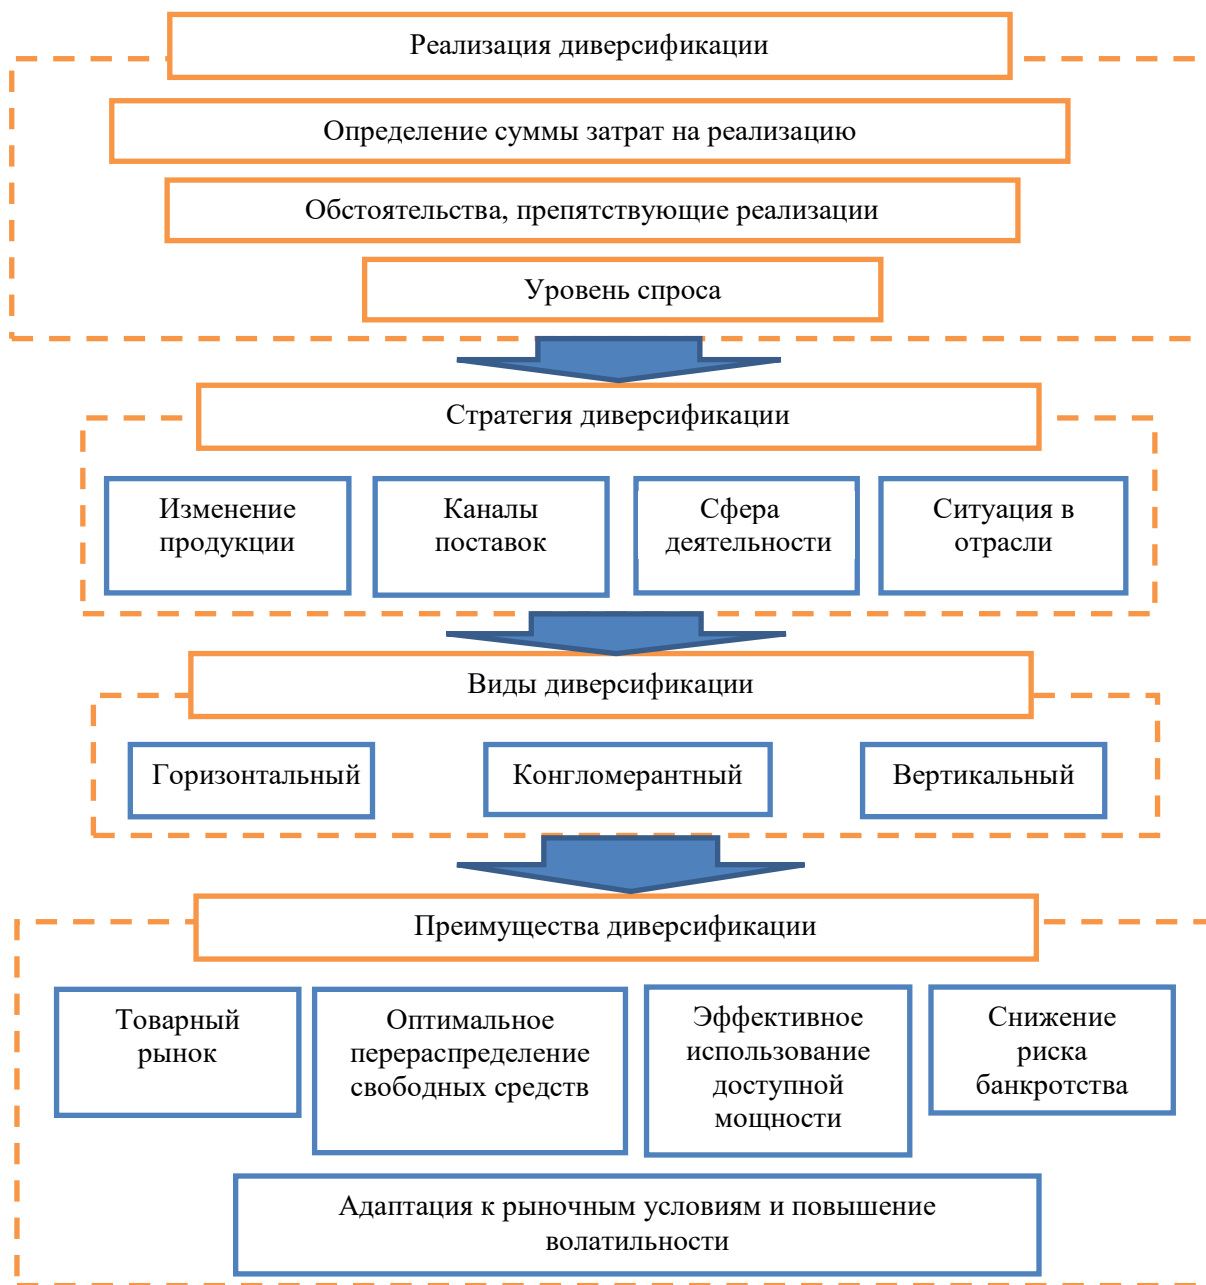 Реализация диверсификации
Определение суммы затрат на реализацию
Обстоятельства, препятствующие реализации
Уровень спроса
Стратегия диверсификации
Изменение
продукции
Каналы
поставок
Сфера
деятельности
Ситуация в
отрасли
Виды диверсификации
Горизонтальный
Конгломерантный
Вертикальный
Преимущества диверсификации
Товарный
рынок
Оптимальное
перераспределение
свободных средств
Эффективное
использование
доступной
мощности
Снижение
риска
банкротства
Адаптация к рыночным условиям и повышение
волатильности